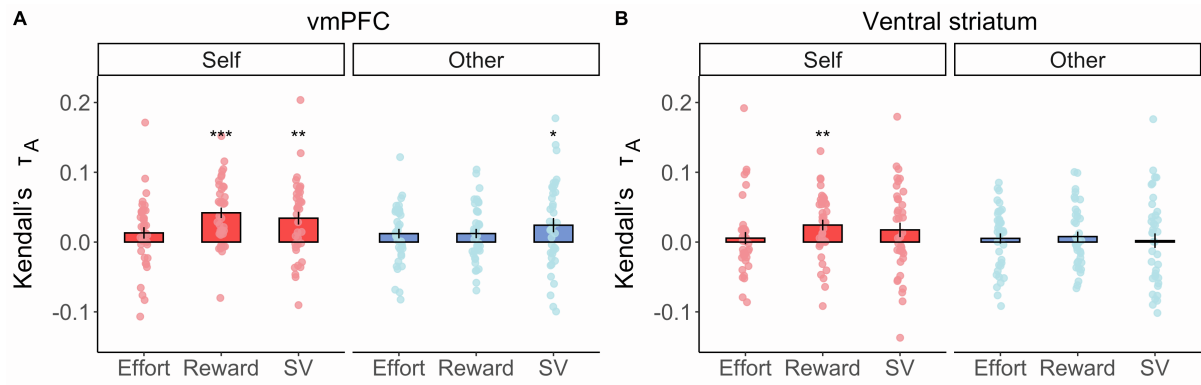 A
vmPFC
Self
Other
Kendall's τA
0.2
0.1
0.0
-0.1
***
**
*
Effort
Reward
SV
Effort
Reward
SV
B
Ventral striatum
Self
Other
Kendall's τA
0.2
0.1
0.0
-0.1
**
Effort
Reward
SV
Effort
Reward
SV